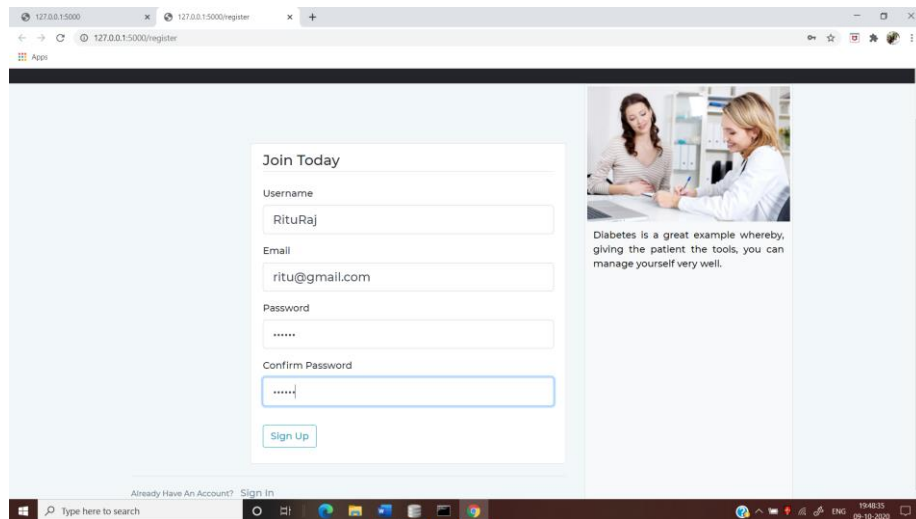 127.0.0.1:5000
127.0.0.1:5000/register
127.0.0.1:5000/register
Apps
Join Today
Username
RituRaj
Email
ritu@gmail.com
Password
••••••
Confirm Password
••••••
Sign Up
Already Have An Account? Sign In
Diabetes is a great example whereby,
giving the patient the tools, you can
manage yourself very well.
Type here to search
ENG
19:48:35
09-10-2020